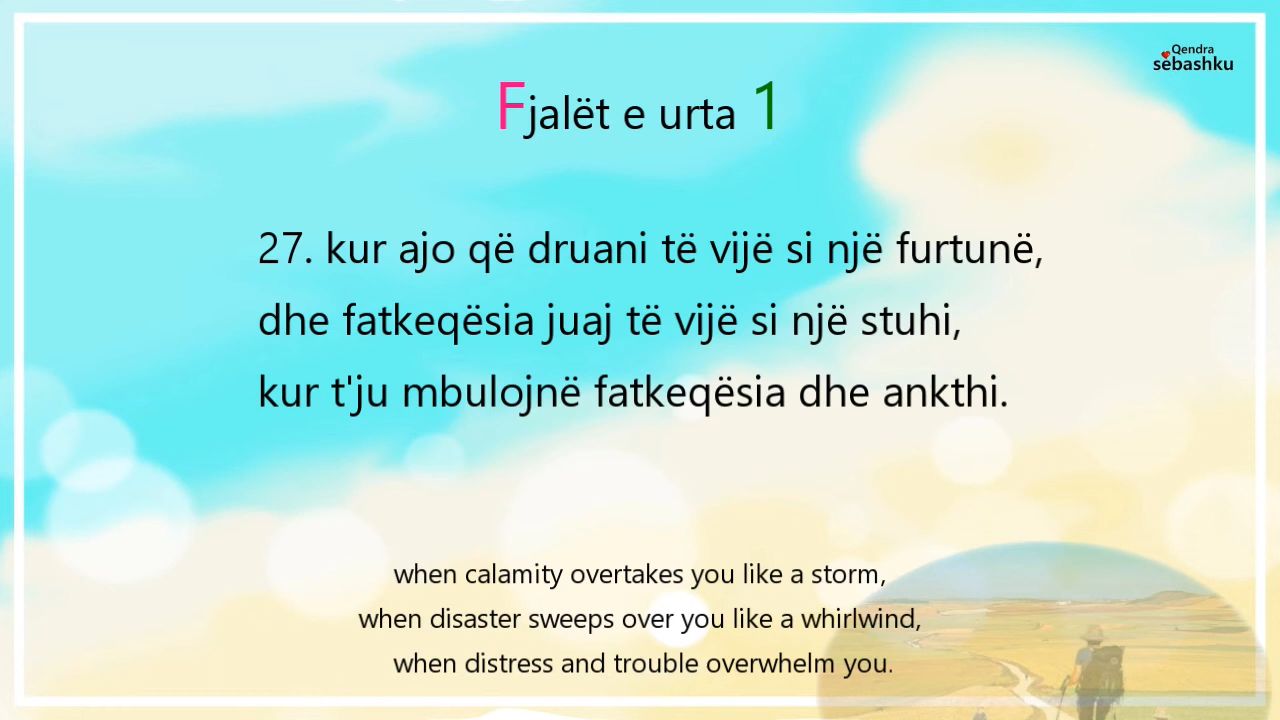 Qendra
sëbashku
Fjalët e urta 1
27. kur ajo që druani të vijë si një furtunë,
dhe fatkeqësia juaj të vijë si një stuhi,
kur t'ju mbulojnë fatkeqësia dhe ankthi.
when calamity overtakes you like a storm,
when disaster sweeps over you like a whirlwind,
when distress and trouble overwhelm you.